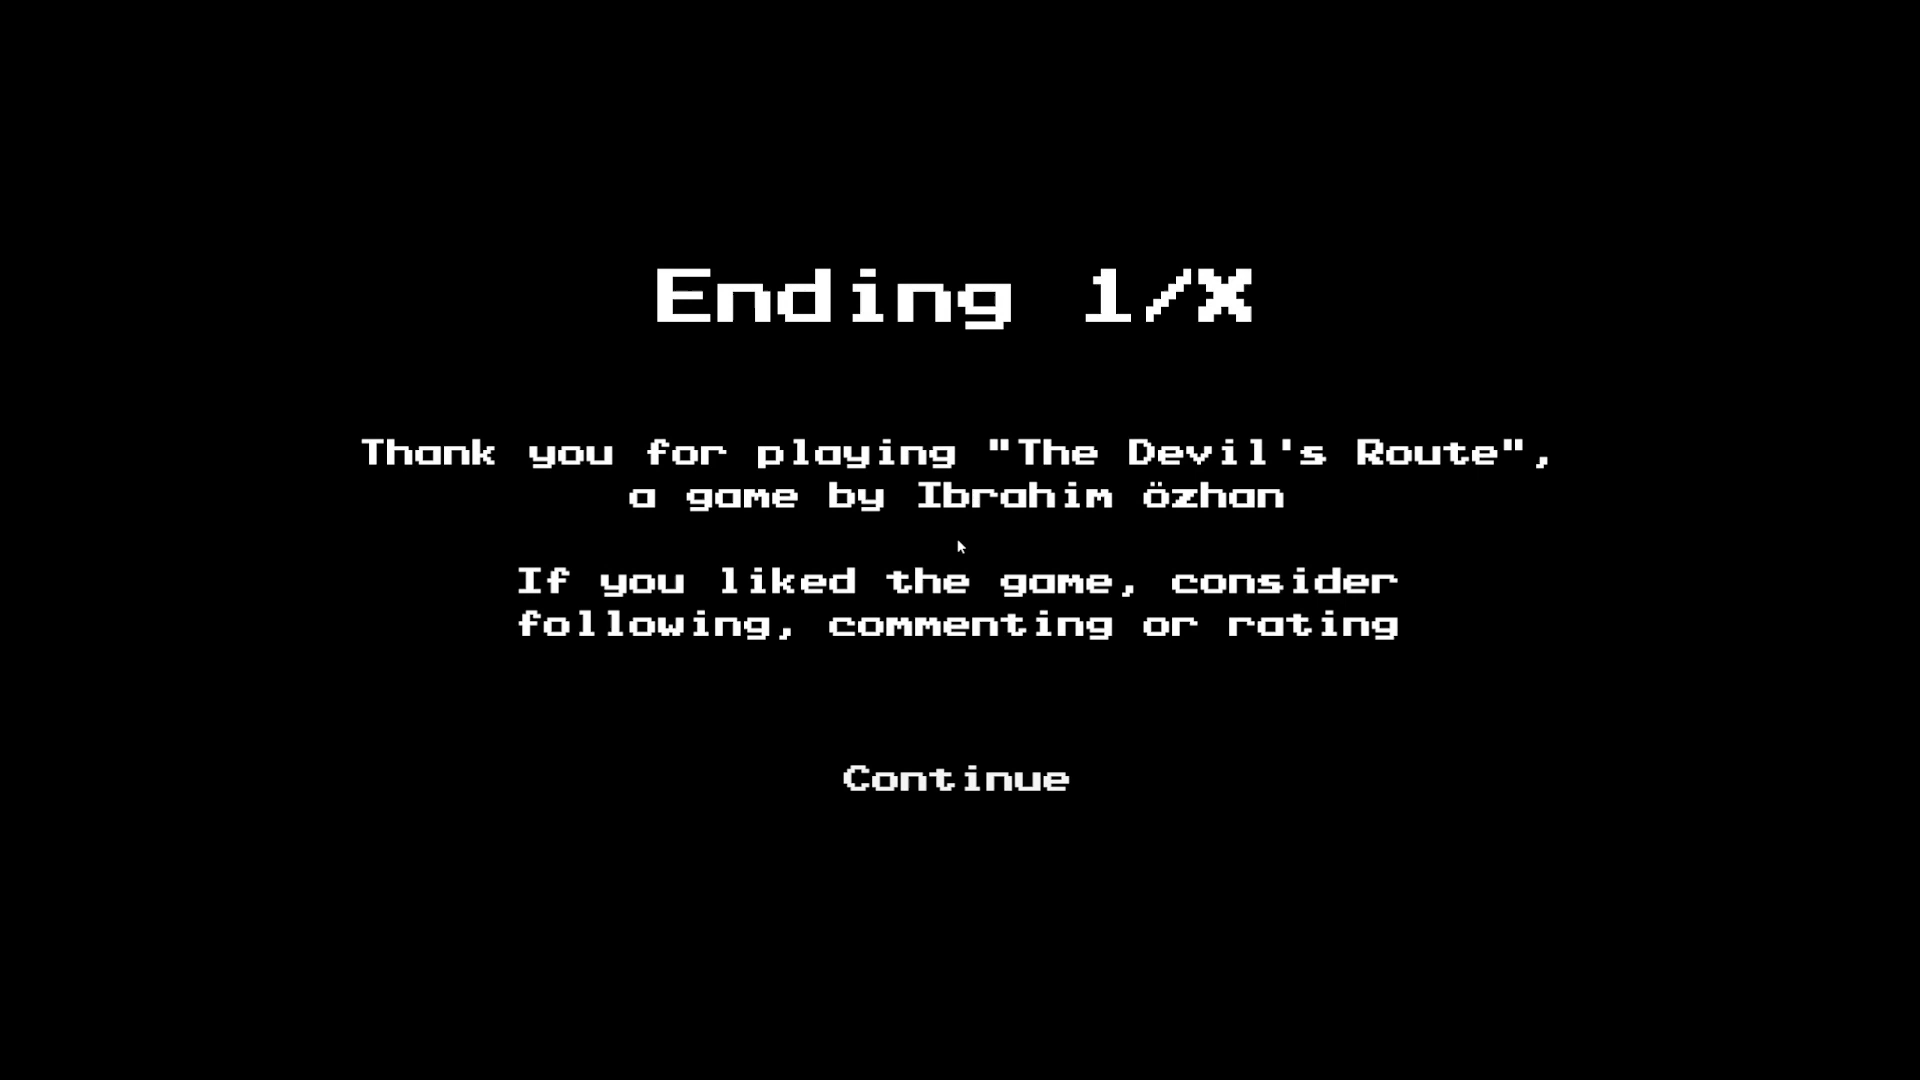 Ending 1/X
Thank you for playing "The Devil's Route",
a game by Ibrahim özhan
If you liked the game, consider
following, commenting or rating
Continue